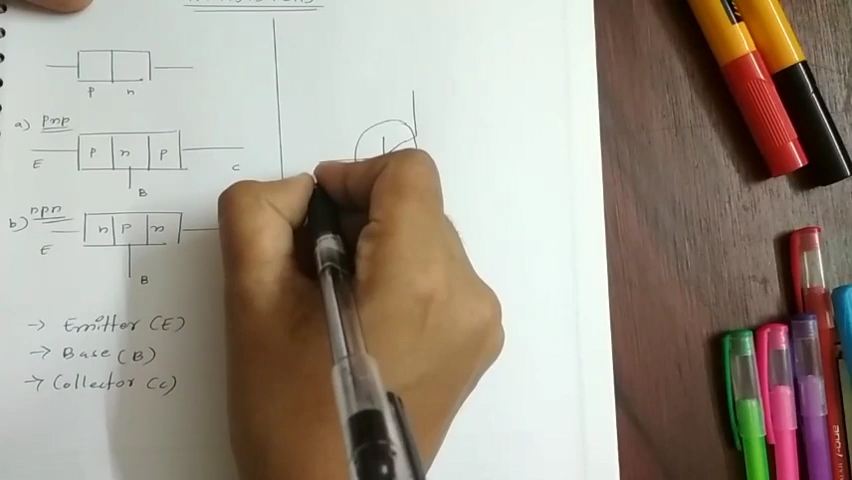 p n
a) pnp
p n p
E C
B
b) npn
n p n
E
B
-> Emitter (E)
-> Base (B)
-> Collector (C)